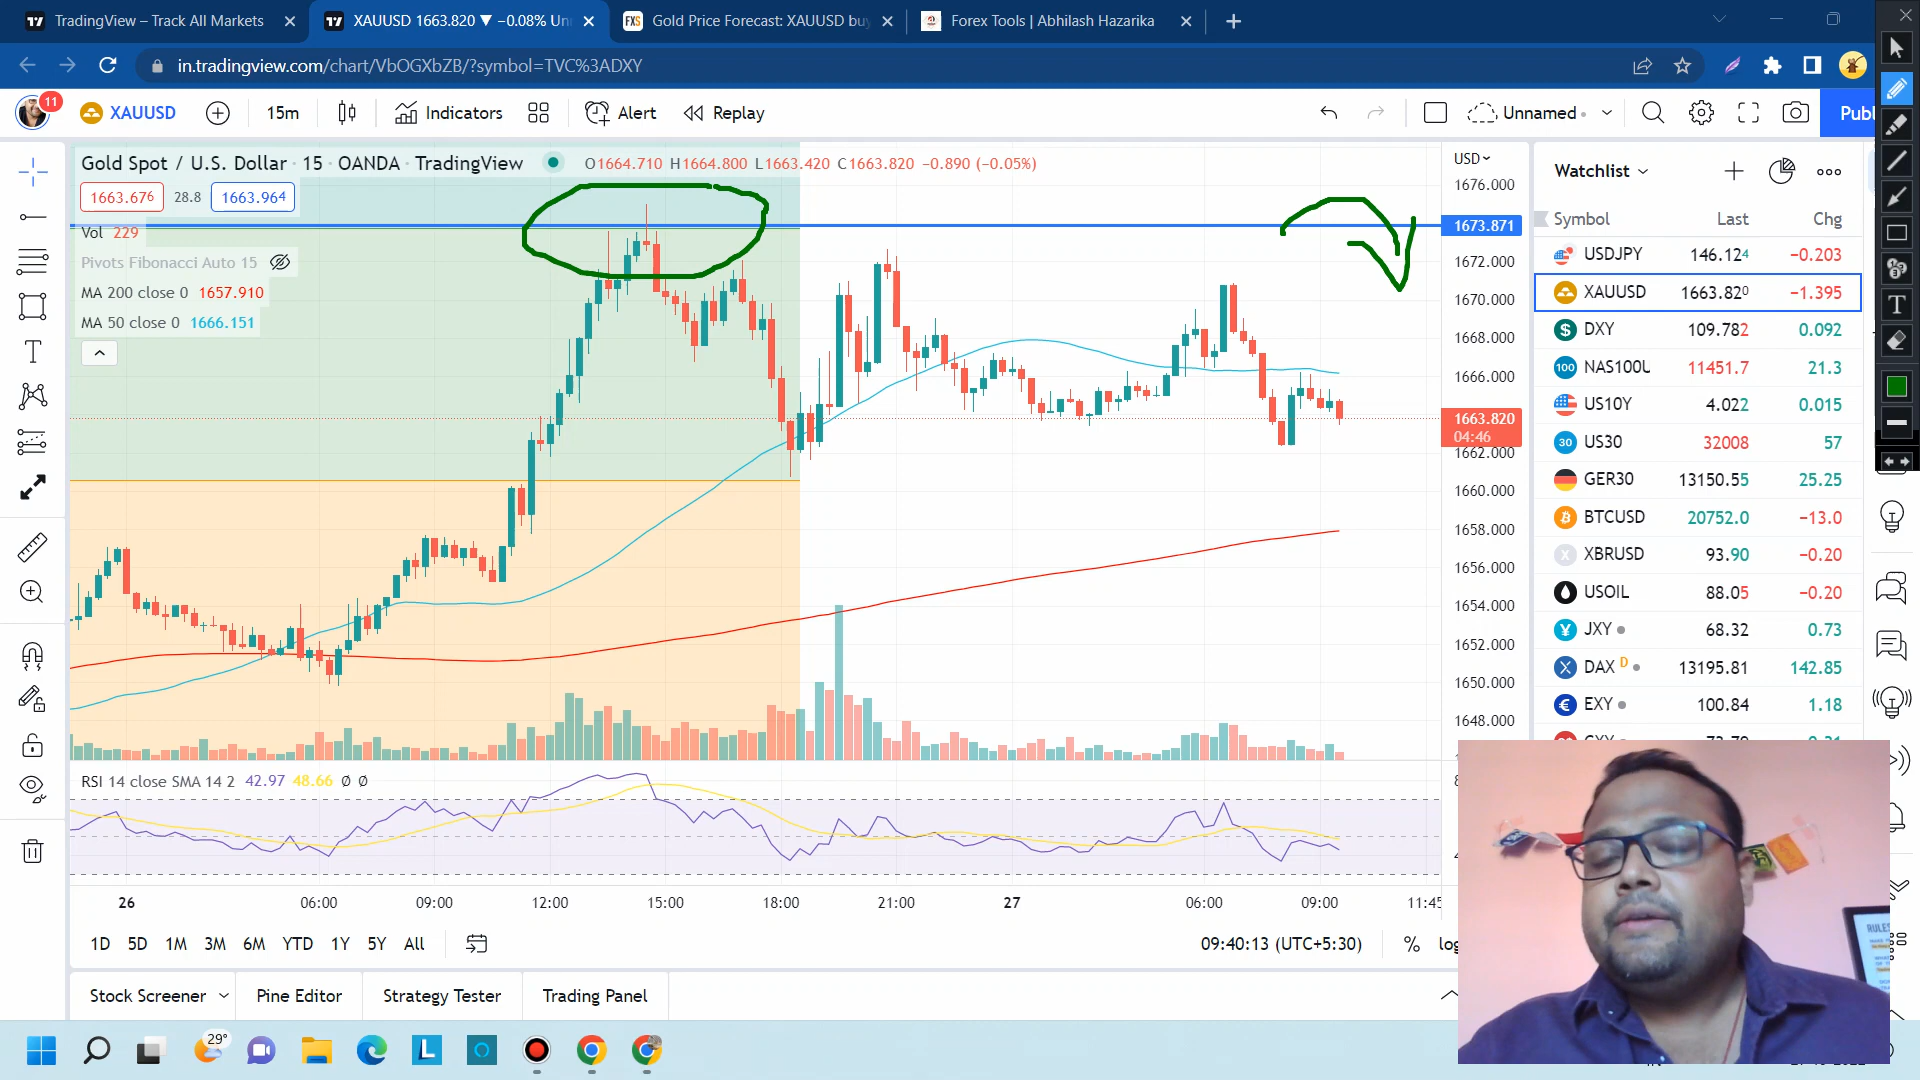 TradingView – Track All Markets
XAUUSD 1663.820 ▼ −0.08% Un
FXS Gold Price Forecast: XAUUSD bu
Forex Tools | Abhilash Hazarika
in.tradingview.com/chart/VbOGXbZB/?symbol=TVC%3ADXY
11
XAUUSD
15m
Indicators
Alert
Replay
Unnamed
Publ
Gold Spot / U.S. Dollar · 15 · OANDA · TradingView
O1664.710 H1664.800 L1663.420 C1663.820 −0.890 (−0.05%)
1663.676 28.8 1663.964
Vol 229
Pivots Fibonacci Auto 15
MA 200 close 0 1657.910
MA 50 close 0 1666.151
USD
1676.000
1673.871
1672.000
1670.000
1668.000
1666.000
1663.820
04:46
1662.000
1660.000
1658.000
1656.000
1654.000
1652.000
1650.000
1648.000
RSI 14 close SMA 14 2 42.97 48.66 Ø Ø
26 06:00 09:00 12:00 15:00 18:00 21:00 27 06:00 09:00 11:45
1D 5D 1M 3M 6M YTD 1Y 5Y All
09:40:13 (UTC+5:30) % log
Stock Screener Pine Editor Strategy Tester Trading Panel
Watchlist
Symbol Last Chg
USDJPY 146.124 −0.203
XAUUSD 1663.820 −1.395
DXY 109.782 0.092
100 NAS100U 11451.7 21.3
US10Y 4.022 0.015
30 US30 32008 57
GER30 13150.55 25.25
BTCUSD 20752.0 −13.0
X XBRUSD 93.90 −0.20
USOIL 88.05 −0.20
JXY 68.32 0.73
DAX D 13195.81 142.85
EXY 100.84 1.18
RULES
29°